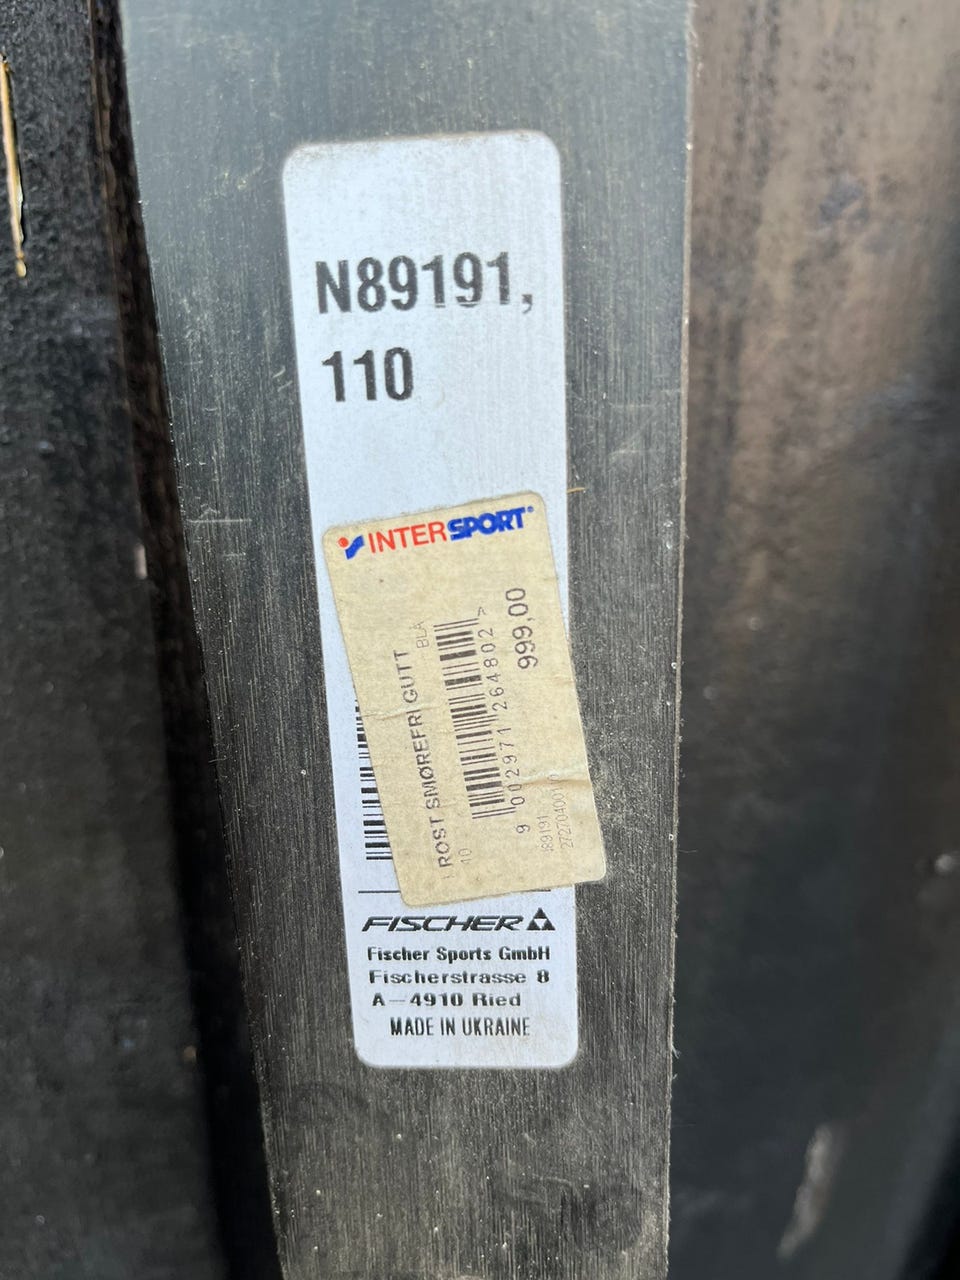 N89191,
110
INTERSPORT
ROST SMØREFRI GUTT
BLÅ
9 002971 264802 >
999,00
FISCHER
Fischer Sports GmbH
Fischerstrasse 8
A-4910 Ried
MADE IN UKRAINE